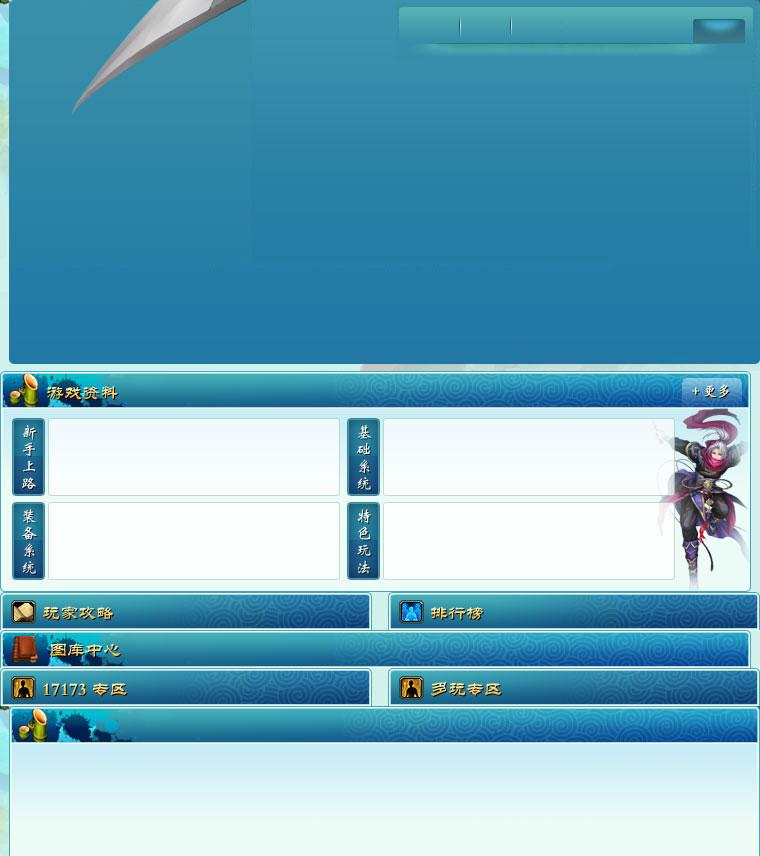 游戏资料
+ 更多
新手上路
基础系统
装备系统
特色玩法
玩家攻略
排行榜
图库中心
17173 专区
多玩专区